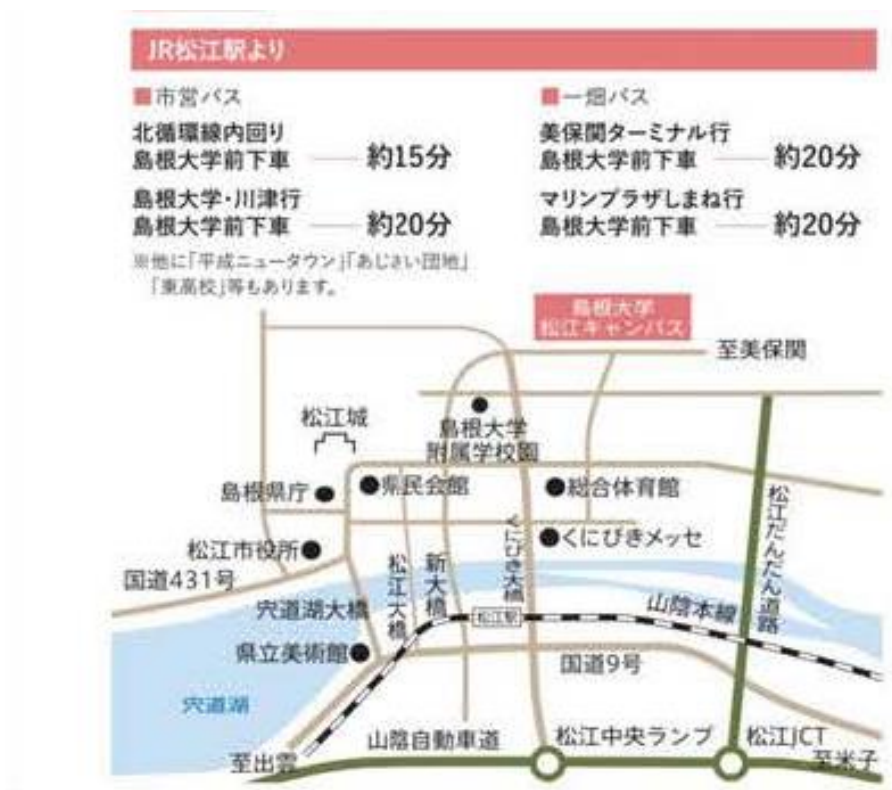 JR松江駅より
■市営バス
北循環線内回り
島根大学前下車 約15分
島根大学・川津行
島根大学前下車 約20分
※他に「平成ニュータウン」「あじさい団地」
「東高校」等もあります。
■一畑バス
美保関ターミナル行
島根大学前下車 約20分
マリンプラザしまね行
島根大学前下車 約20分
島根大学
松江キャンパス
至美保関
松江城
島根大学
附属学校園
島根県庁
県民会館
総合体育館
松江だんだん道路
松江市役所
くにびき大橋
くにびきメッセ
国道431号
松江大橋
新大橋
宍道湖大橋
松江駅
山陰本線
県立美術館
国道9号
宍道湖
山陰自動車道
松江中央ランプ
松江JCT
至出雲
至米子